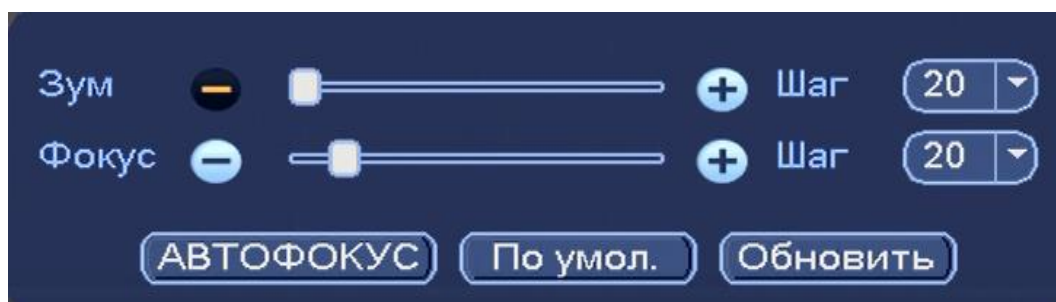 Зум Шаг 20
Фокус Шаг 20
АВТОФОКУС По умол. Обновить